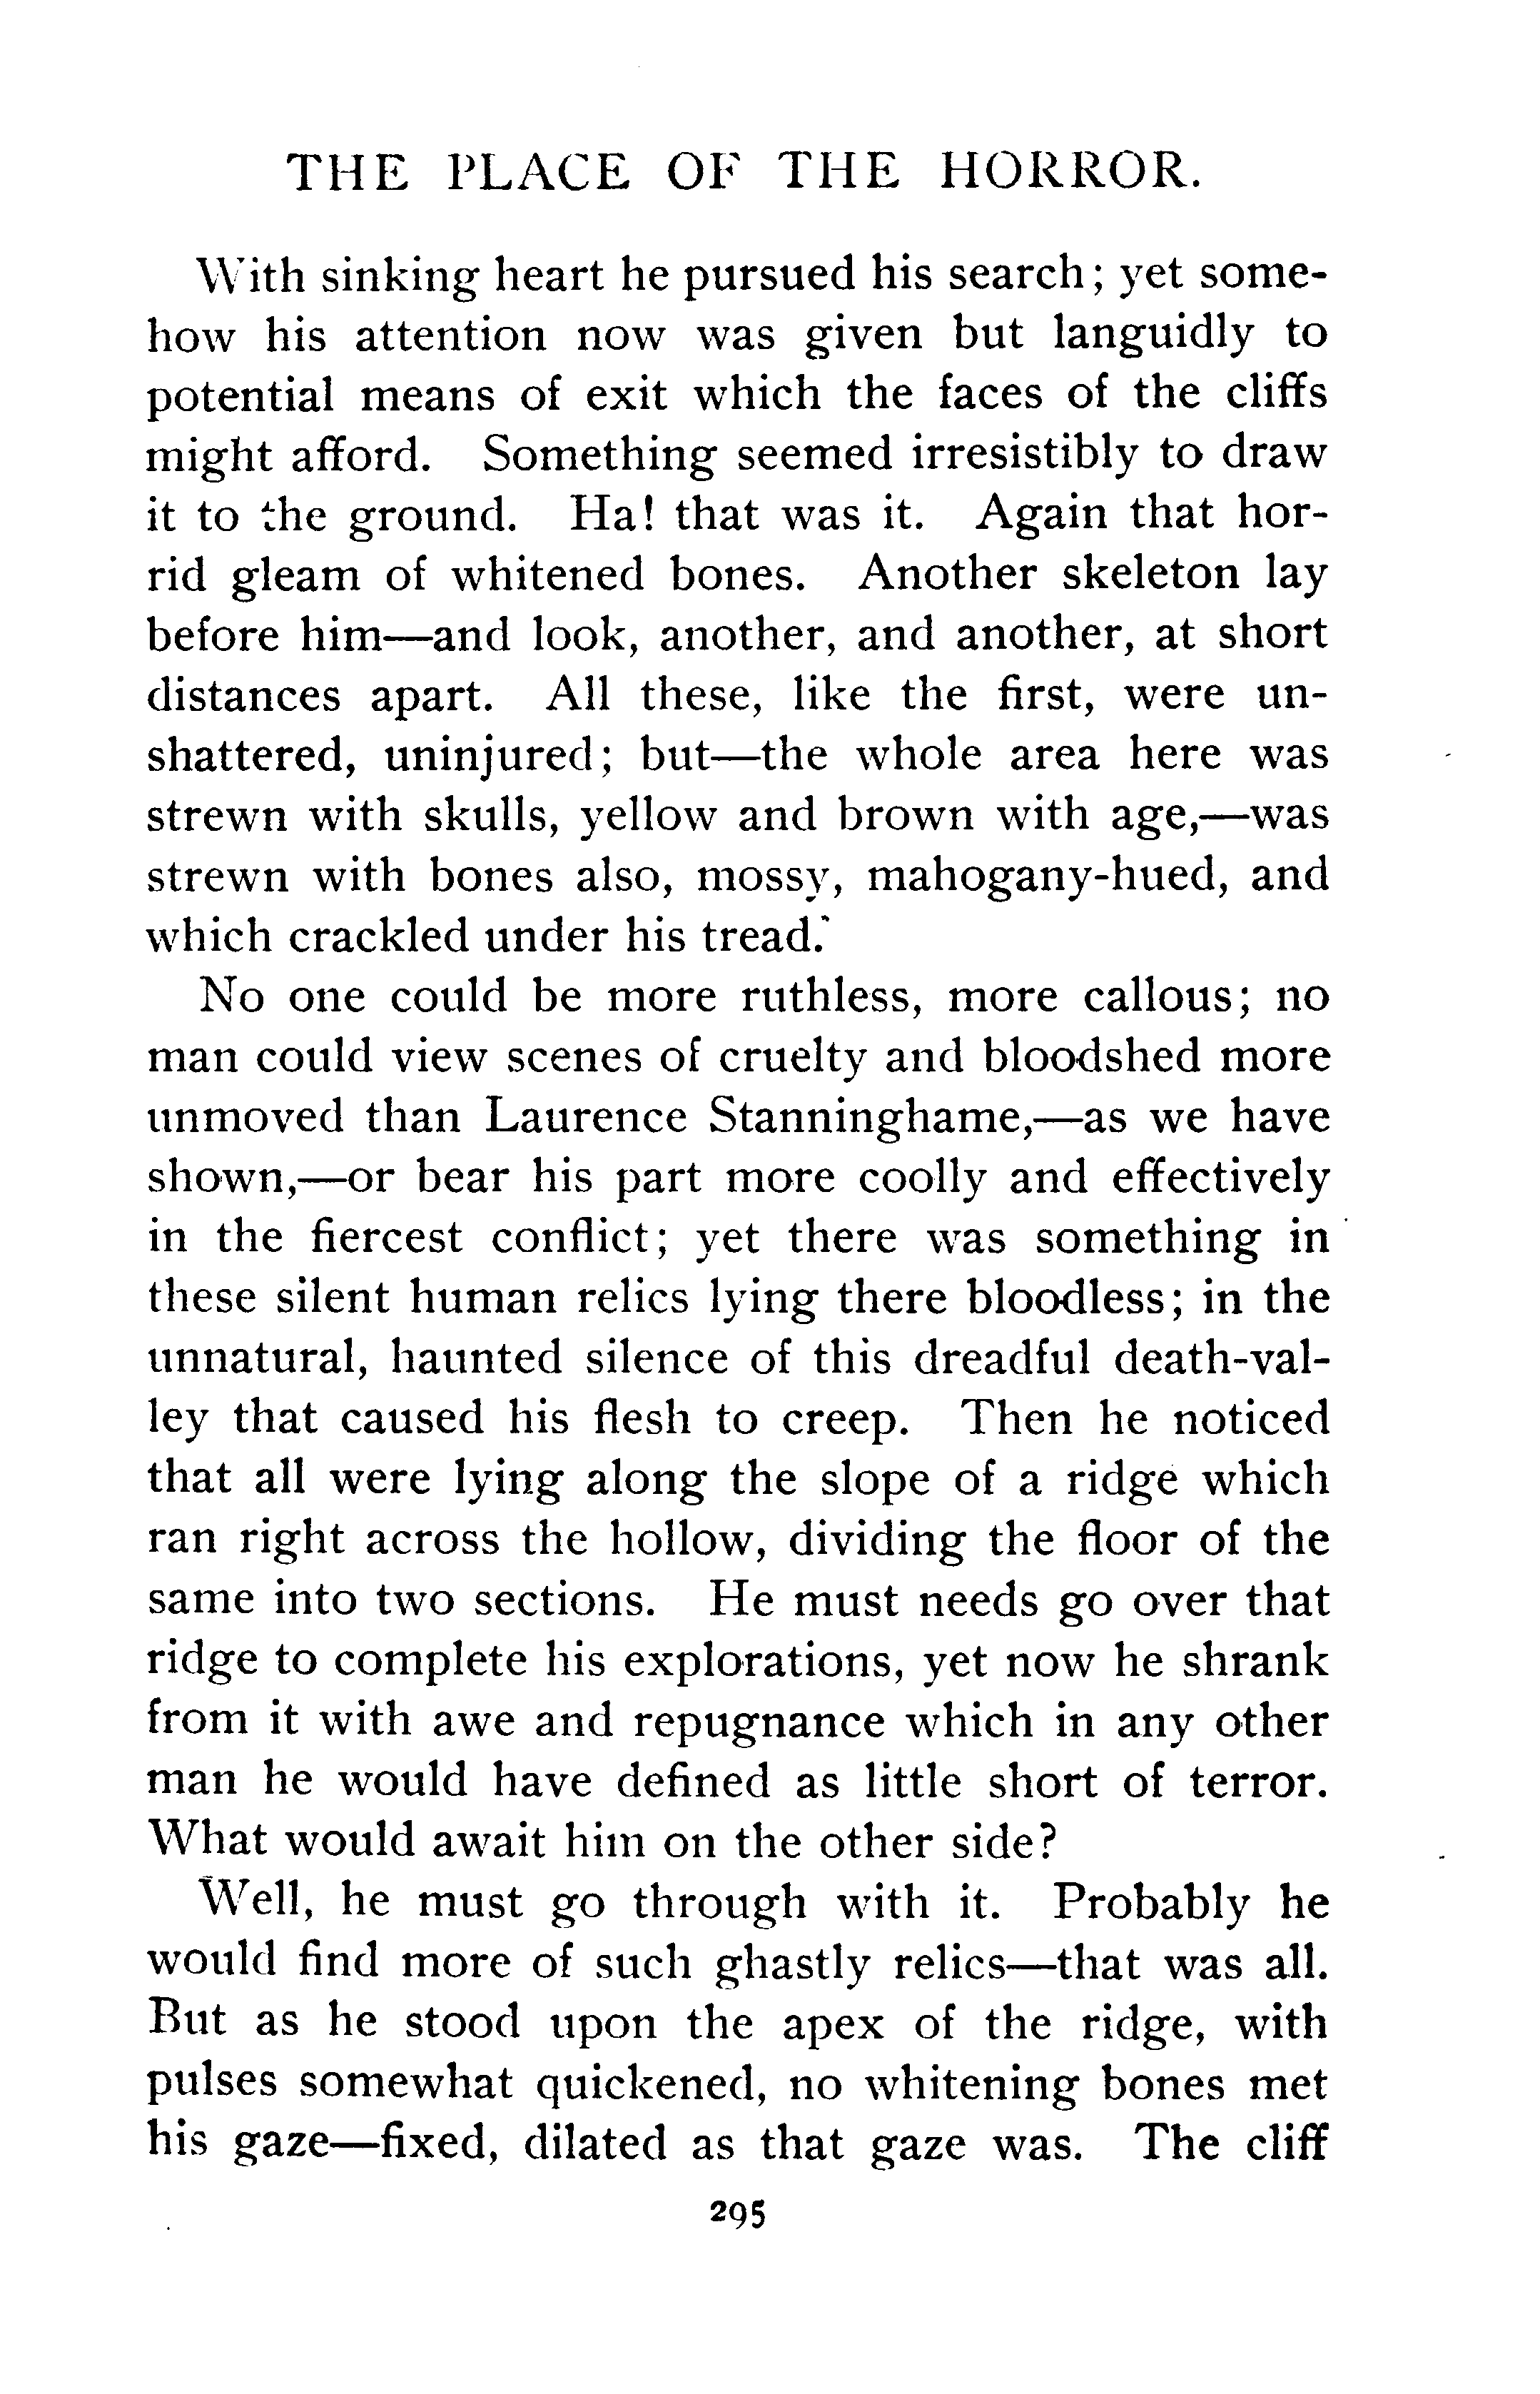 THE PLACE OF THE HORROR.
With sinking heart he pursued his search; yet some-
how his attention now was given but languidly to
potential means of exit which the faces of the cliffs
might afford. Something seemed irresistibly to draw
it to the ground. Ha! that was it. Again that hor-
rid gleam of whitened bones. Another skeleton lay
before him—and look, another, and another, at short
distances apart. All these, like the first, were un-
shattered, uninjured; but—the whole area here was
strewn with skulls, yellow and brown with age,—was
strewn with bones also, mossy, mahogany-hued, and
which crackled under his tread.
No one could be more ruthless, more callous; no
man could view scenes of cruelty and bloodshed more
unmoved than Laurence Stanninghame,—as we have
shown,—or bear his part more coolly and effectively
in the fiercest conflict; yet there was something in
these silent human relics lying there bloodless; in the
unnatural, haunted silence of this dreadful death-val-
ley that caused his flesh to creep. Then he noticed
that all were lying along the slope of a ridge which
ran right across the hollow, dividing the floor of the
same into two sections. He must needs go over that
ridge to complete his explorations, yet now he shrank
from it with awe and repugnance which in any other
man he would have defined as little short of terror.
What would await him on the other side?
Well, he must go through with it. Probably he
would find more of such ghastly relics—that was all.
But as he stood upon the apex of the ridge, with
pulses somewhat quickened, no whitening bones met
his gaze—fixed, dilated as that gaze was. The cliff
295